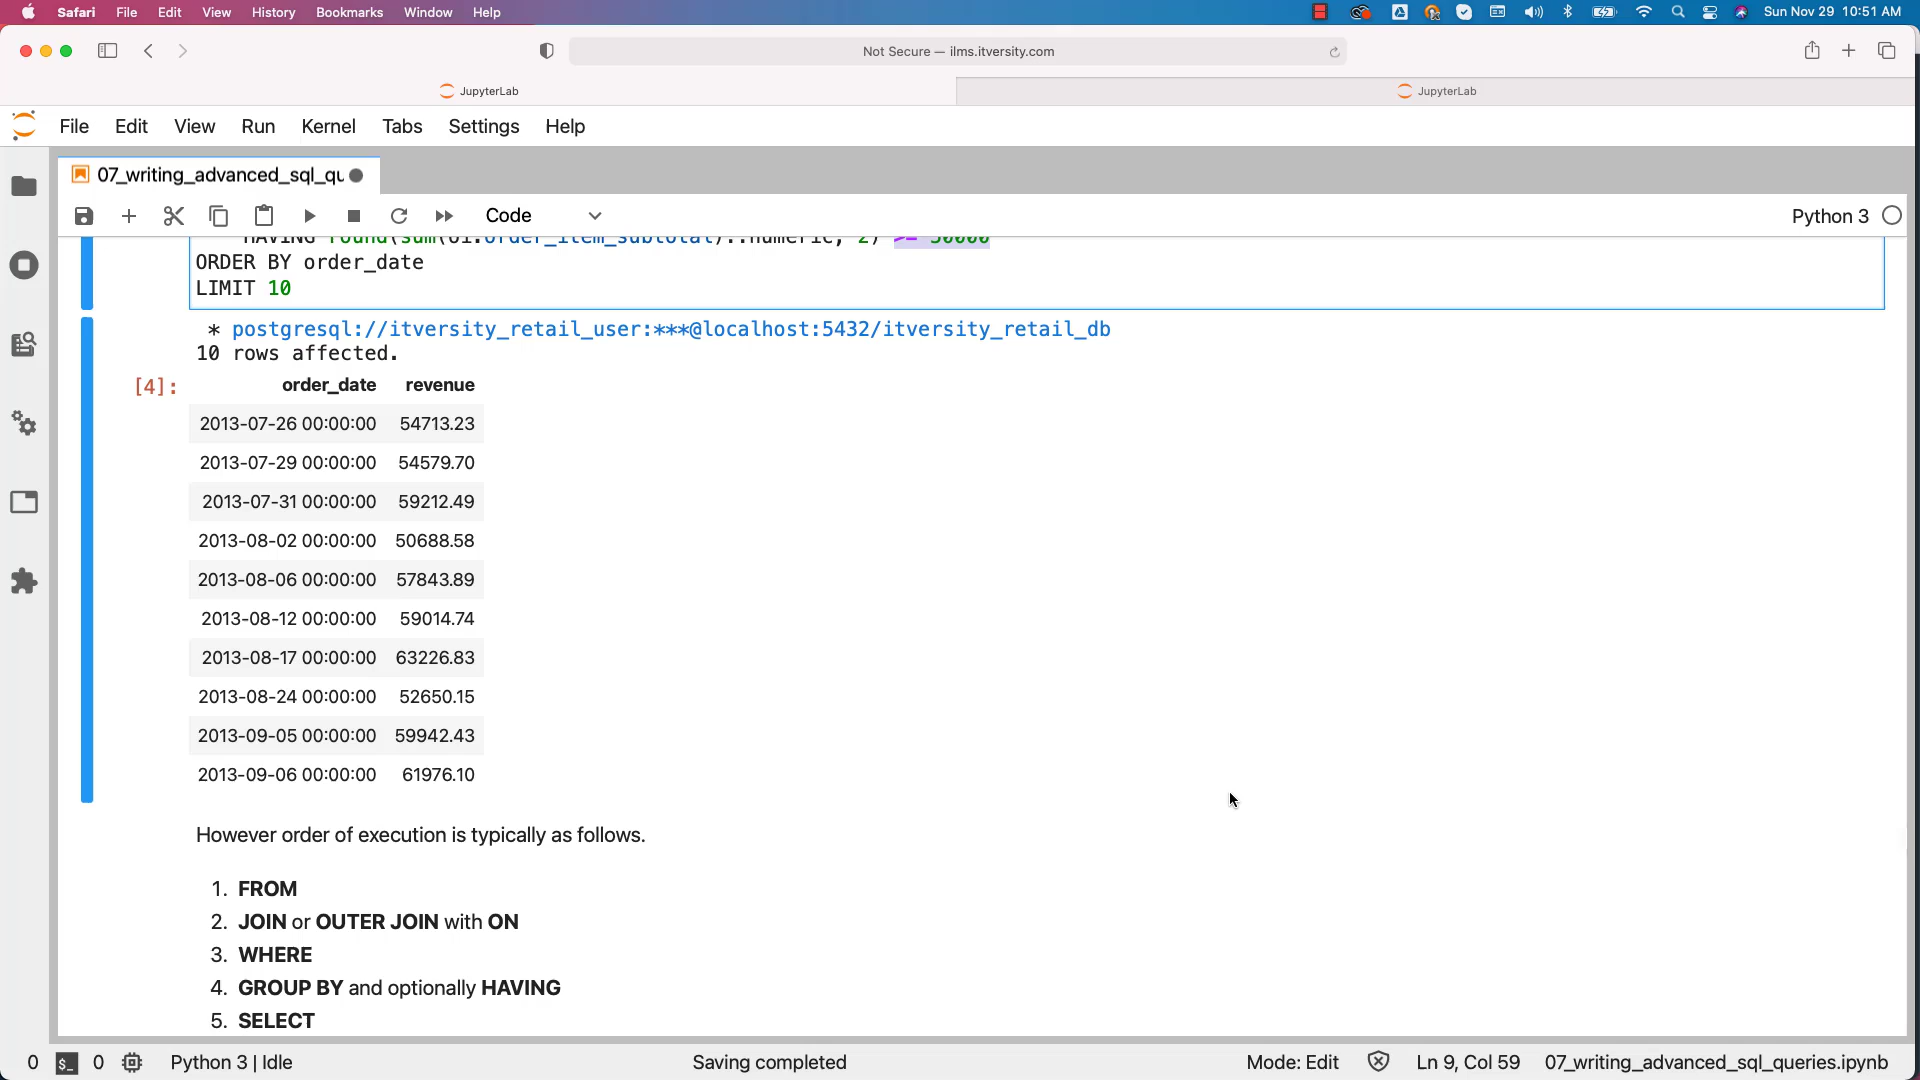 Safari File Edit View History Bookmarks Window Help Sun Nov 29 10:51 AM
Not Secure — ilms.itversity.com
JupyterLab JupyterLab
File Edit View Run Kernel Tabs Settings Help
07_writing_advanced_sql_qu
Code Python 3
HAVING round(sum(oi.order_item_subtotal)::numeric, 2) >= 50000
ORDER BY order_date
LIMIT 10
* postgresql://itversity_retail_user:***@localhost:5432/itversity_retail_db
10 rows affected.
[4]: order_date revenue
2013-07-26 00:00:00 54713.23
2013-07-29 00:00:00 54579.70
2013-07-31 00:00:00 59212.49
2013-08-02 00:00:00 50688.58
2013-08-06 00:00:00 57843.89
2013-08-12 00:00:00 59014.74
2013-08-17 00:00:00 63226.83
2013-08-24 00:00:00 52650.15
2013-09-05 00:00:00 59942.43
2013-09-06 00:00:00 61976.10
However order of execution is typically as follows.
1. FROM
2. JOIN or OUTER JOIN with ON
3. WHERE
4. GROUP BY and optionally HAVING
5. SELECT
0 $_ 0 Python 3 | Idle Saving completed Mode: Edit Ln 9, Col 59 07_writing_advanced_sql_queries.ipynb